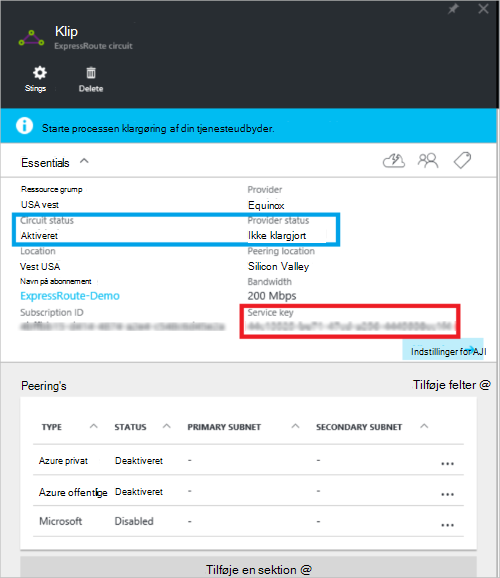 Klip
ExpressRoute circuit
Stings Delete
Starte processen klargøring af din tjenesteudbyder.
Essentials
Ressource grump Provider
USA vest Equinox
Circuit status Provider status
Aktiveret Ikke klargjort
Location Peering location
Vest USA Silicon Valley
Navn på abonnement Bandwidth
ExpressRoute-Demo 200 Mbps
Subscription ID Service key
Indstillinger for AJI
Peering's Tilføje felter @
TYPE STATUS PRIMARY SUBNET SECONDARY SUBNET
Azure privat Deaktiveret - - ...
Azure offentlige Deaktiveret - - ...
Microsoft Disabled - - ...
Tilføje en sektion @